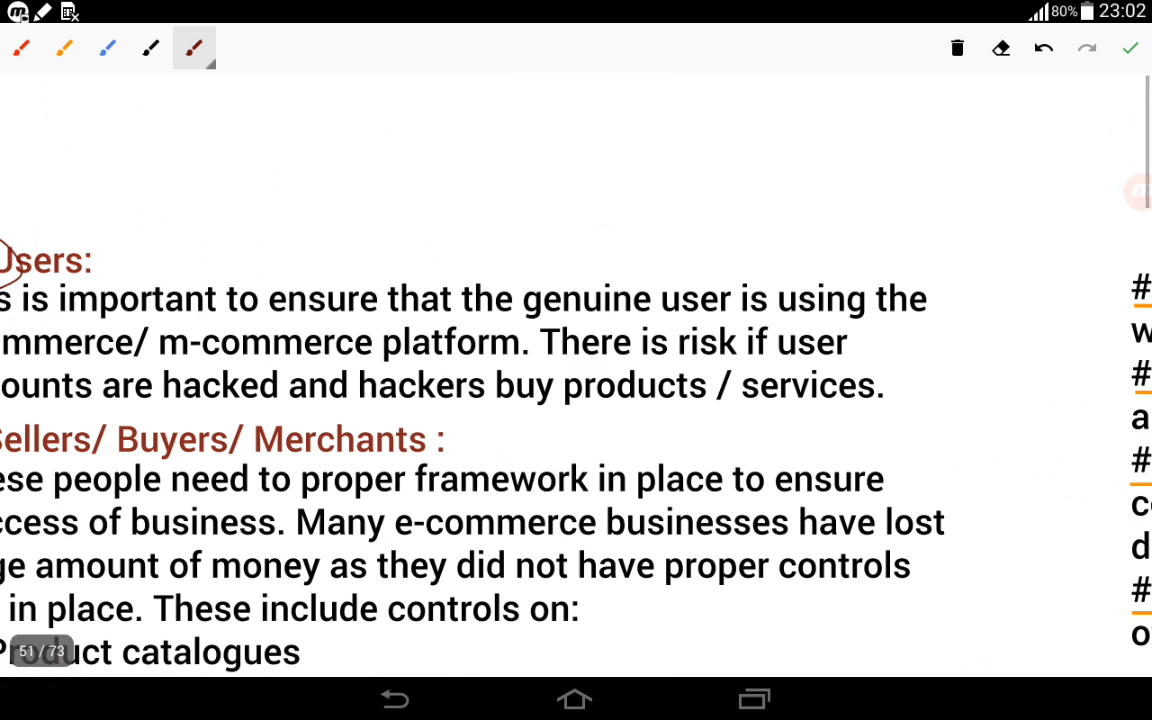 80% 23:02
Users:
s is important to ensure that the genuine user is using the
mmerce/ m-commerce platform. There is risk if user
ounts are hacked and hackers buy products / services.
Sellers/ Buyers/ Merchants :
ese people need to proper framework in place to ensure
ccess of business. Many e-commerce businesses have lost
ge amount of money as they did not have proper controls
in place. These include controls on:
Product catalogues
51 / 73
#
w
#
a
#
c
d
#
o